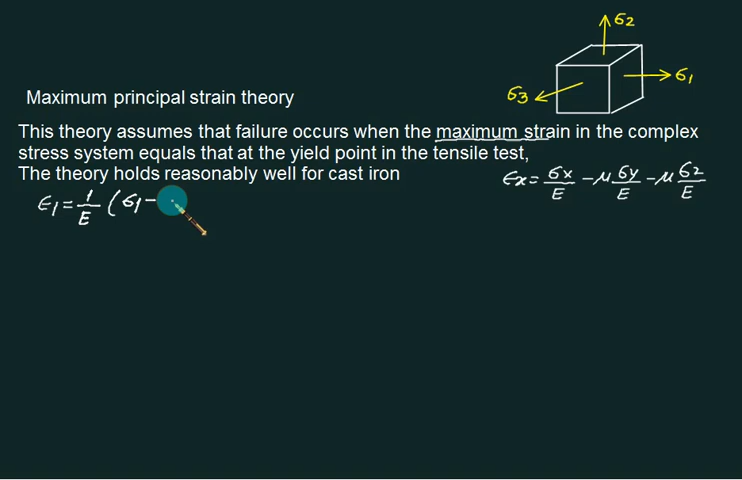 σ2
σ1
σ3
Maximum principal strain theory
This theory assumes that failure occurs when the maximum strain in the complex
stress system equals that at the yield point in the tensile test,
The theory holds reasonably well for cast iron
εx = σx/E − μ σy/E − μ σz/E
ε1 = 1/E (σ1 −